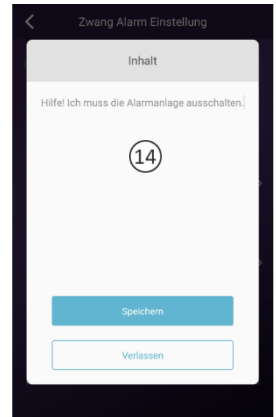 Zwang Alarm Einstellung
Inhalt
Hilfe! Ich muss die Alarmanlage ausschalten.
14
Speichern
Verlassen